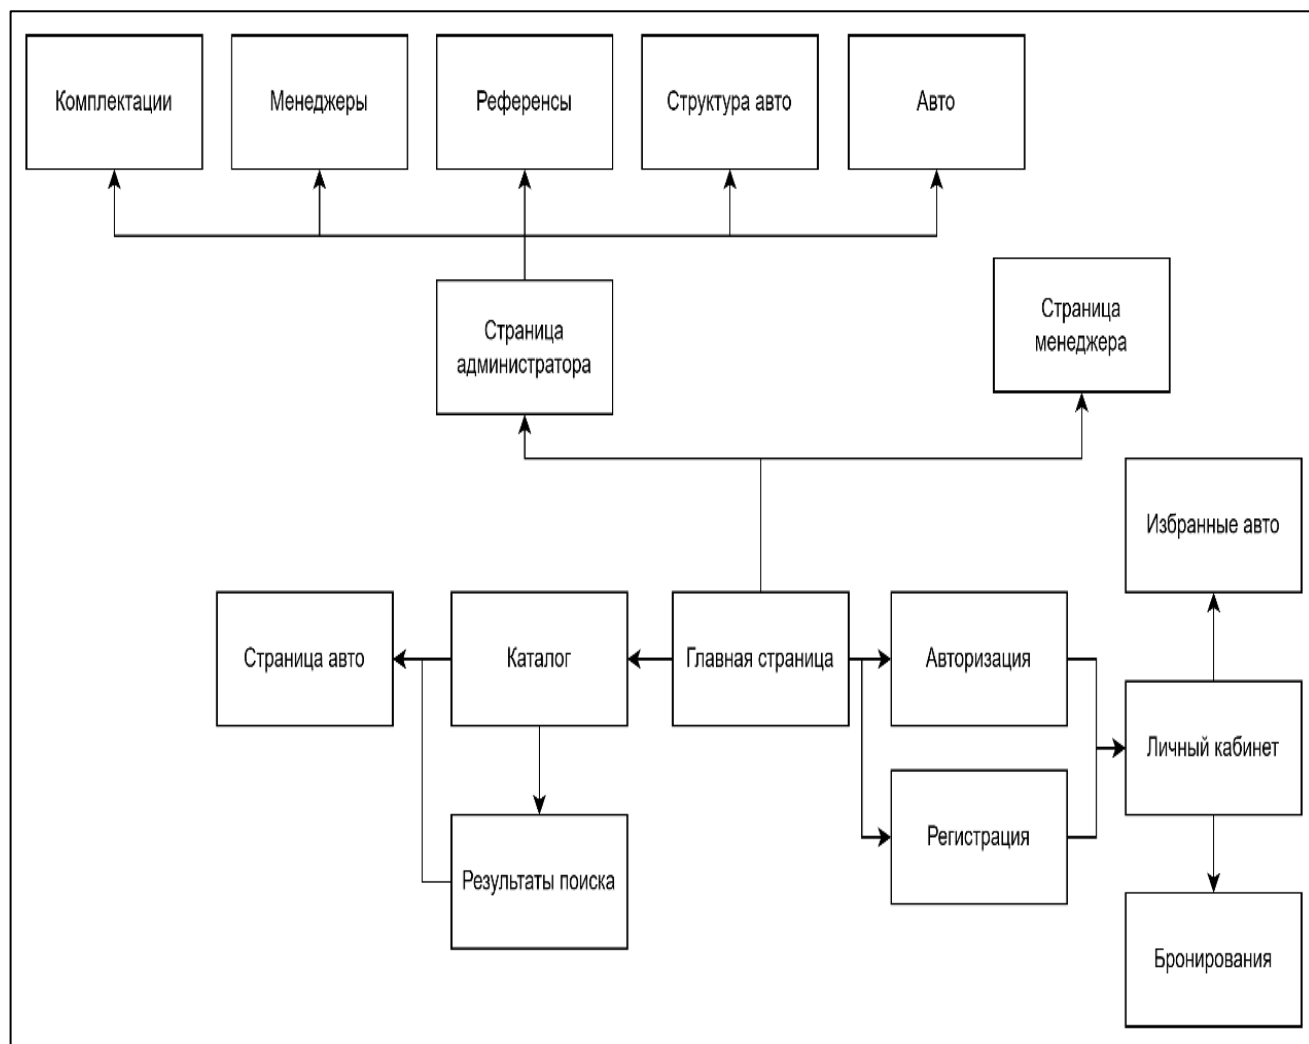 Комплектации
Менеджеры
Референсы
Структура авто
Авто
Страница
администратора
Страница
менеджера
Избранные авто
Страница авто
Каталог
Главная страница
Авторизация
Личный кабинет
Регистрация
Результаты поиска
Бронирования